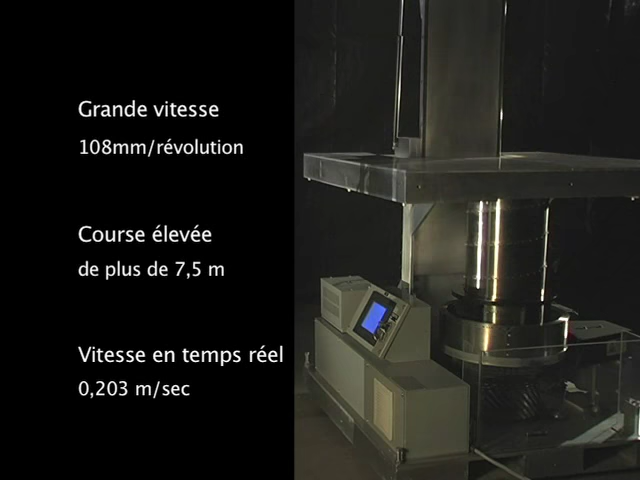 Grande vitesse
108mm/révolution
Course élevée
de plus de 7,5 m
Vitesse en temps réel
0,203 m/sec